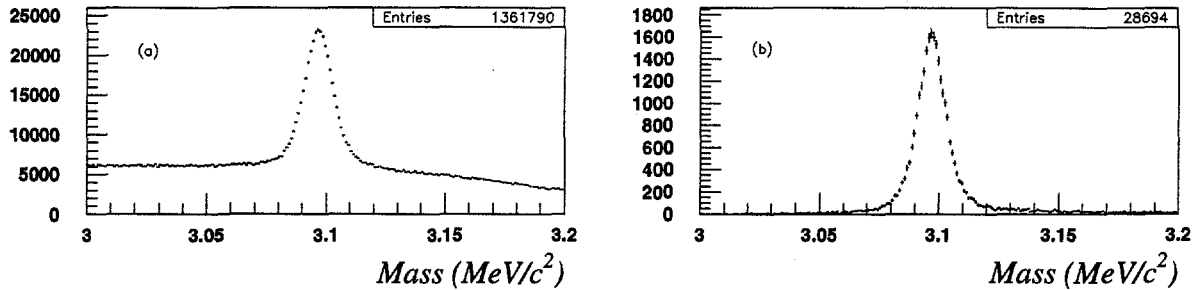 Entries 1361790
25000
20000
15000
10000
5000
0
(a)
3 3.05 3.1 3.15 3.2
Mass (MeV/c²)
Entries 28694
1800
1600
1400
1200
1000
800
600
400
200
0
(b)
3 3.05 3.1 3.15 3.2
Mass (MeV/c²)